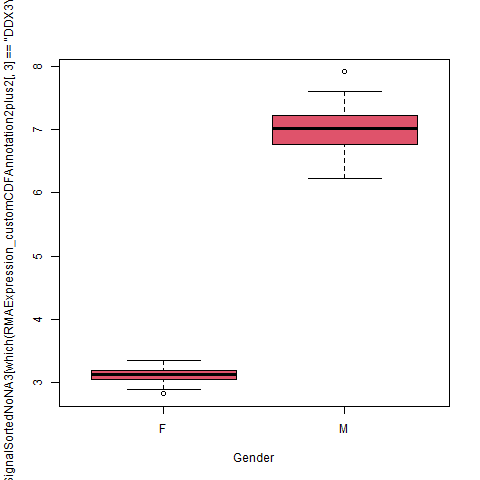 SignalSortedNoNA3[which(RMAExpression_customCDFAnnotation2plus2[, 3] == "DDX3Y
8
7
6
5
4
3
F
M
Gender